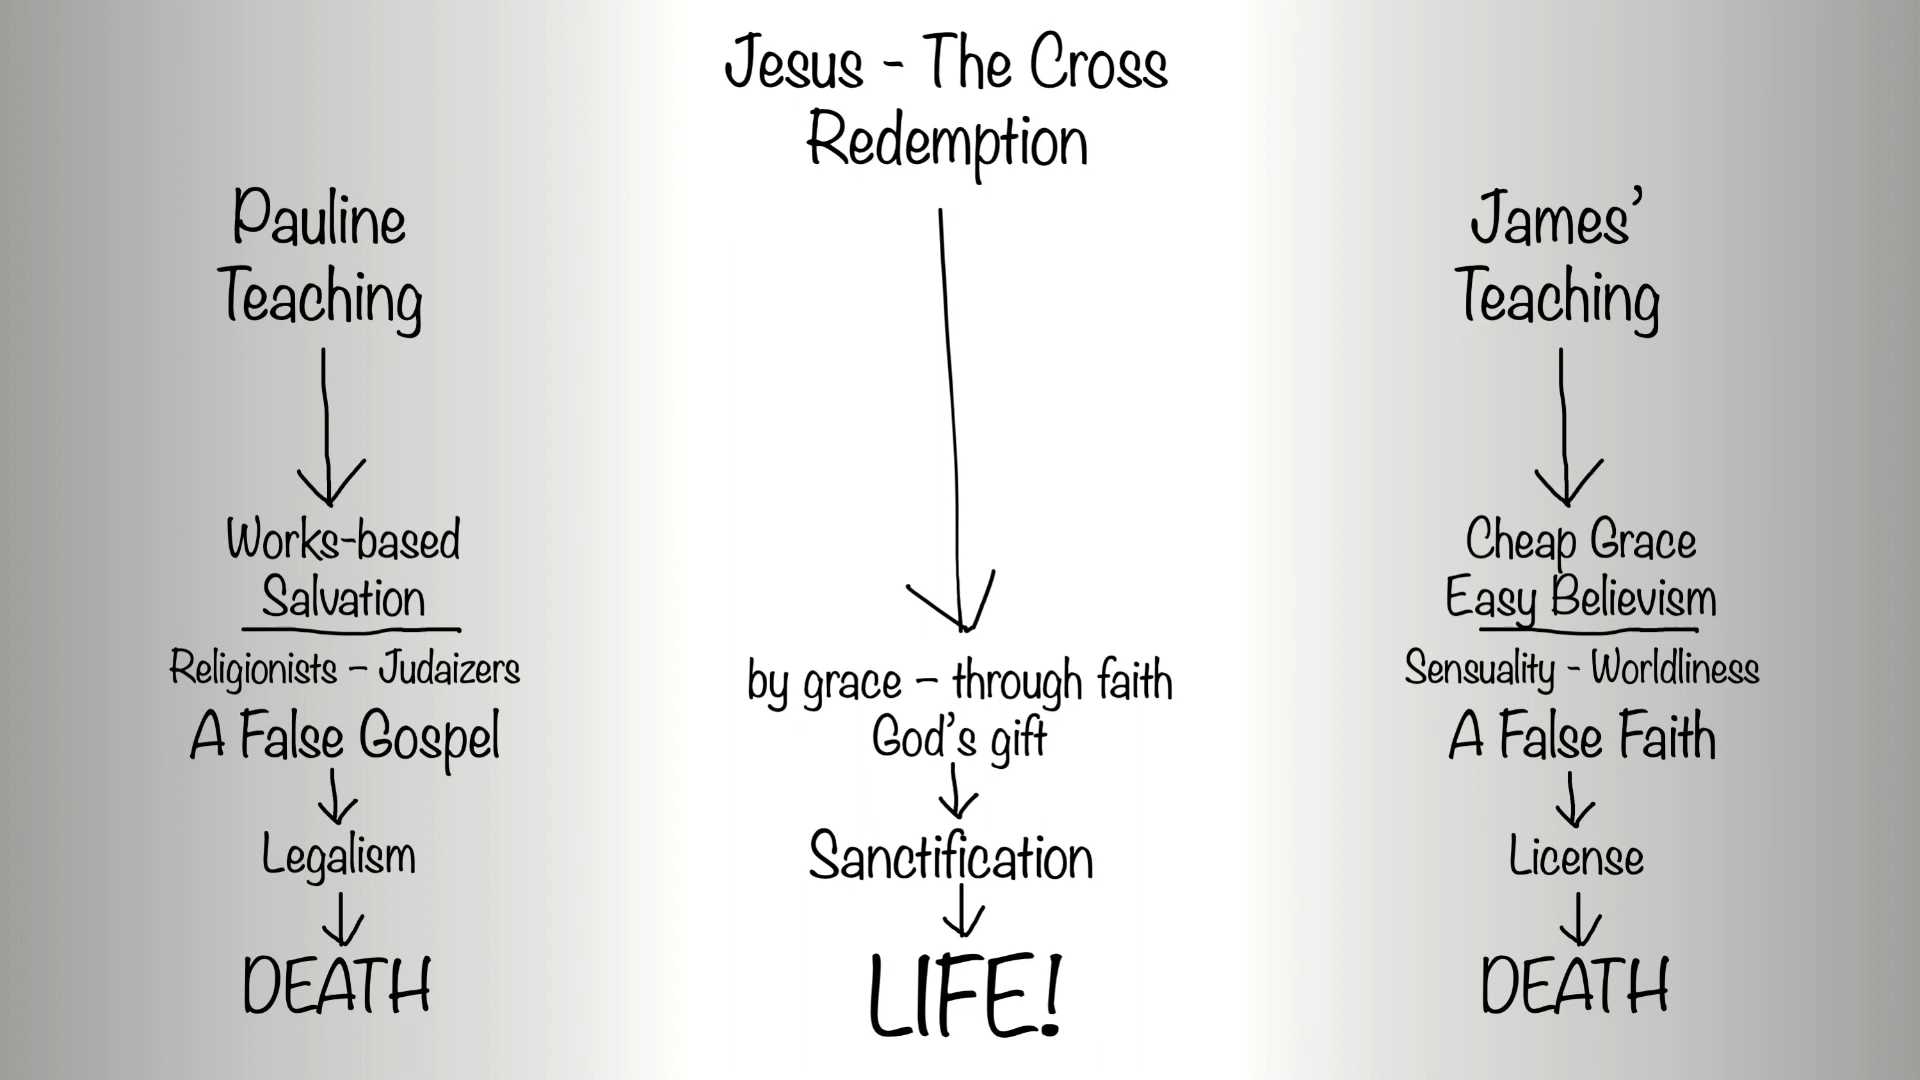 Jesus - The Cross
Redemption
Pauline
Teaching
Works-based
Salvation
Religionists – Judaizers
A False Gospel
Legalism
DEATH
by grace – through faith
God's gift
Sanctification
LIFE!
James'
Teaching
Cheap Grace
Easy Believism
Sensuality - Worldliness
A False Faith
License
DEATH